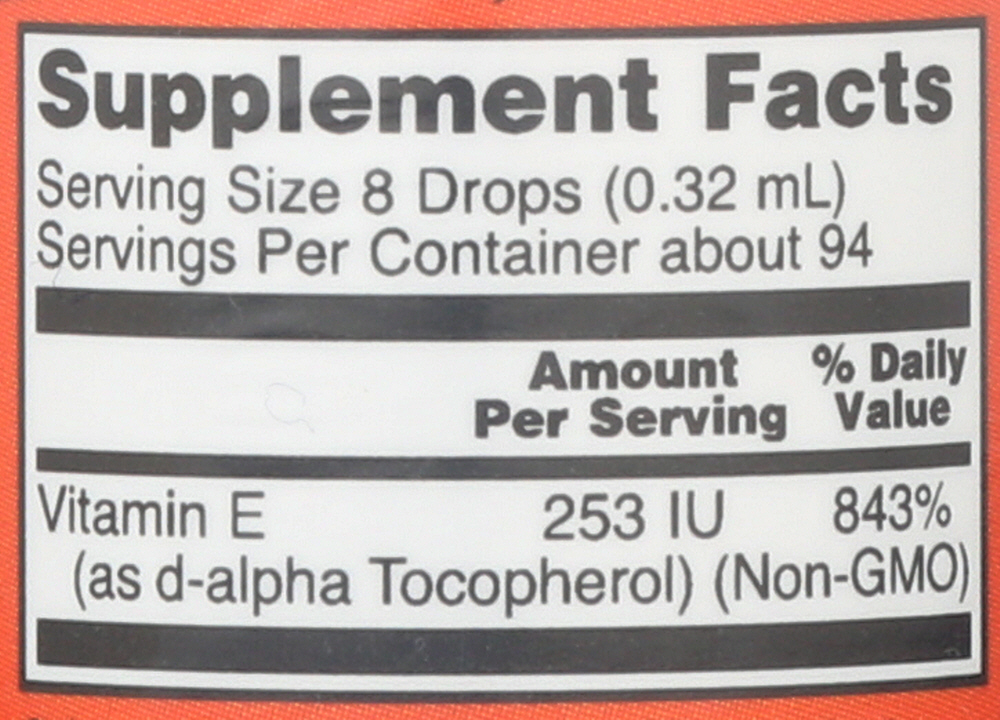 Supplement Facts
Serving Size 8 Drops (0.32 mL)
Servings Per Container about 94
Amount Per Serving
% Daily Value
Vitamin E 253 IU 843%
(as d-alpha Tocopherol) (Non-GMO)